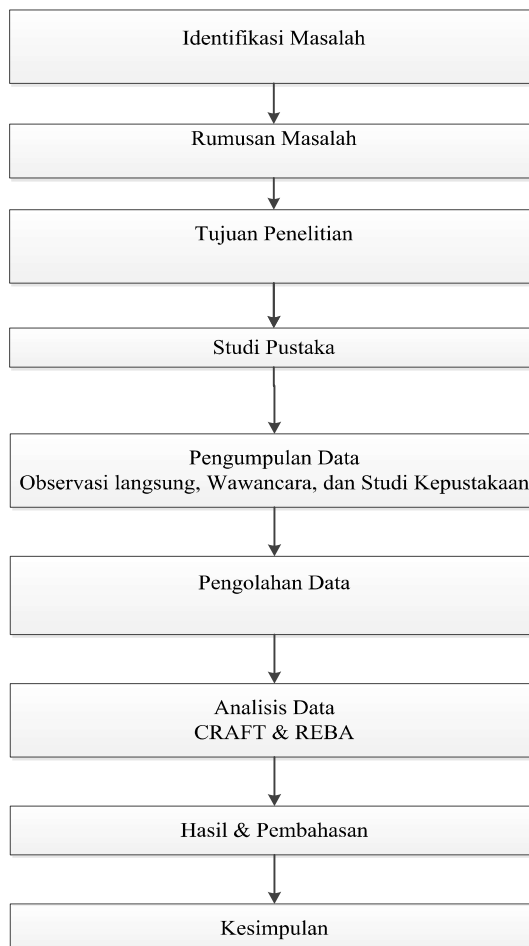 Identifikasi Masalah
Rumusan Masalah
Tujuan Penelitian
Studi Pustaka
Pengumpulan Data
Observasi langsung, Wawancara, dan Studi Kepustakaan
Pengolahan Data
Analisis Data
CRAFT & REBA
Hasil & Pembahasan
Kesimpulan